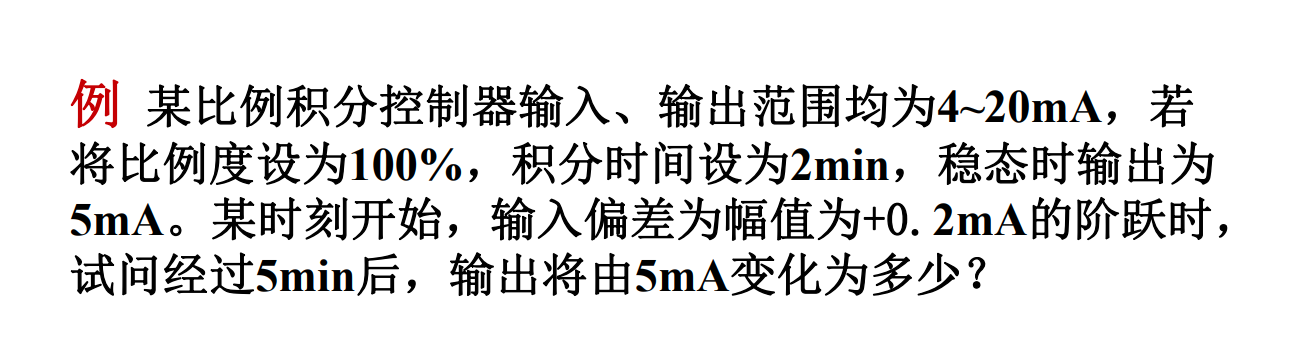 例 某比例积分控制器输入、输出范围均为4~20mA，若
将比例度设为100%，积分时间设为2min，稳态时输出为
5mA。某时刻开始，输入偏差为幅值为+0.2mA的阶跃时，
试问经过5min后，输出将由5mA变化为多少？